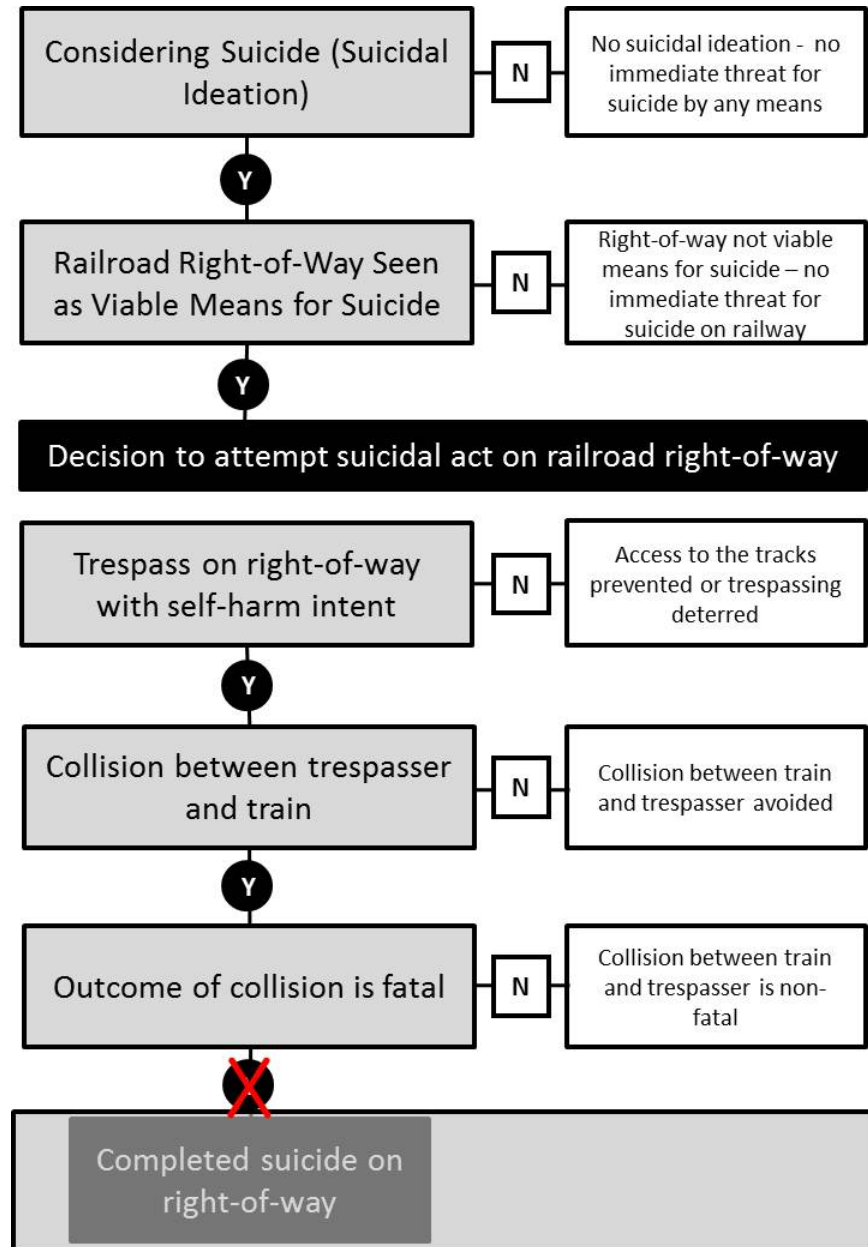 Considering Suicide (Suicidal
Ideation)
N
No suicidal ideation - no
immediate threat for
suicide by any means
Y
Railroad Right-of-Way Seen
as Viable Means for Suicide
N
Right-of-way not viable
means for suicide – no
immediate threat for
suicide on railway
Y
Decision to attempt suicidal act on railroad right-of-way
Trespass on right-of-way
with self-harm intent
N
Access to the tracks
prevented or trespassing
deterred
Y
Collision between trespasser
and train
N
Collision between train
and trespasser avoided
Y
Outcome of collision is fatal
N
Collision between train
and trespasser is non-
fatal
Completed suicide on
right-of-way